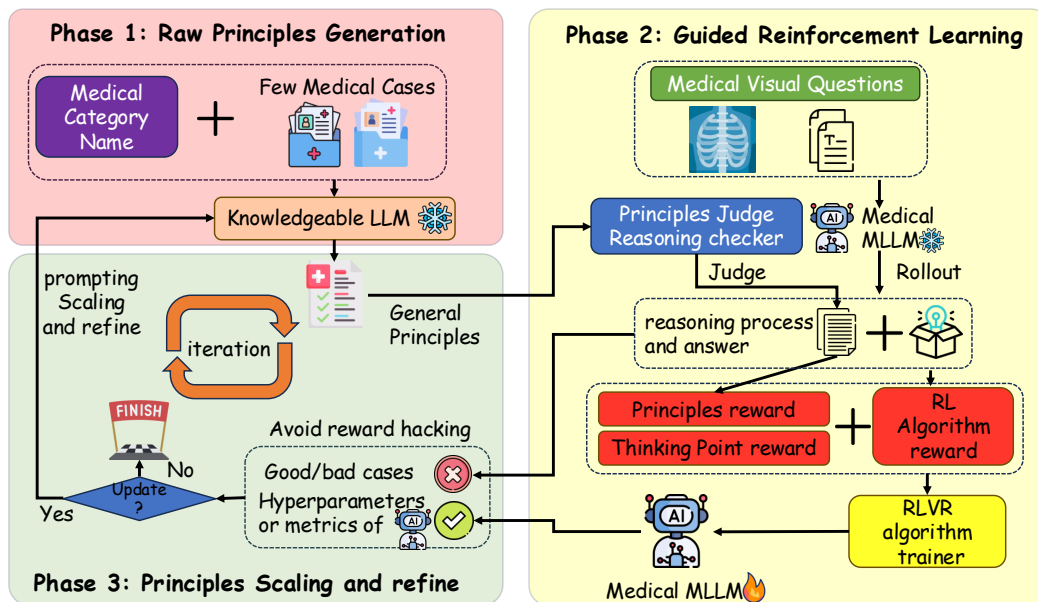 Phase 1: Raw Principles Generation
Medical
Category
Name
Few Medical Cases
Knowledgeable LLM
Phase 2: Guided Reinforcement Learning
Medical Visual Questions
T
Principles Judge
Reasoning checker
AI
Medical
MLLM
Judge
Rollout
reasoning process
and answer
Principles reward
Thinking Point reward
RL
Algorithm
reward
RLVR
algorithm
trainer
AI
Medical MLLM
prompting
Scaling
and refine
iteration
General
Principles
FINISH
No
Update
?
Yes
Avoid reward hacking
Good/bad cases
Hyperparameters
or metrics of
AI
Phase 3: Principles Scaling and refine